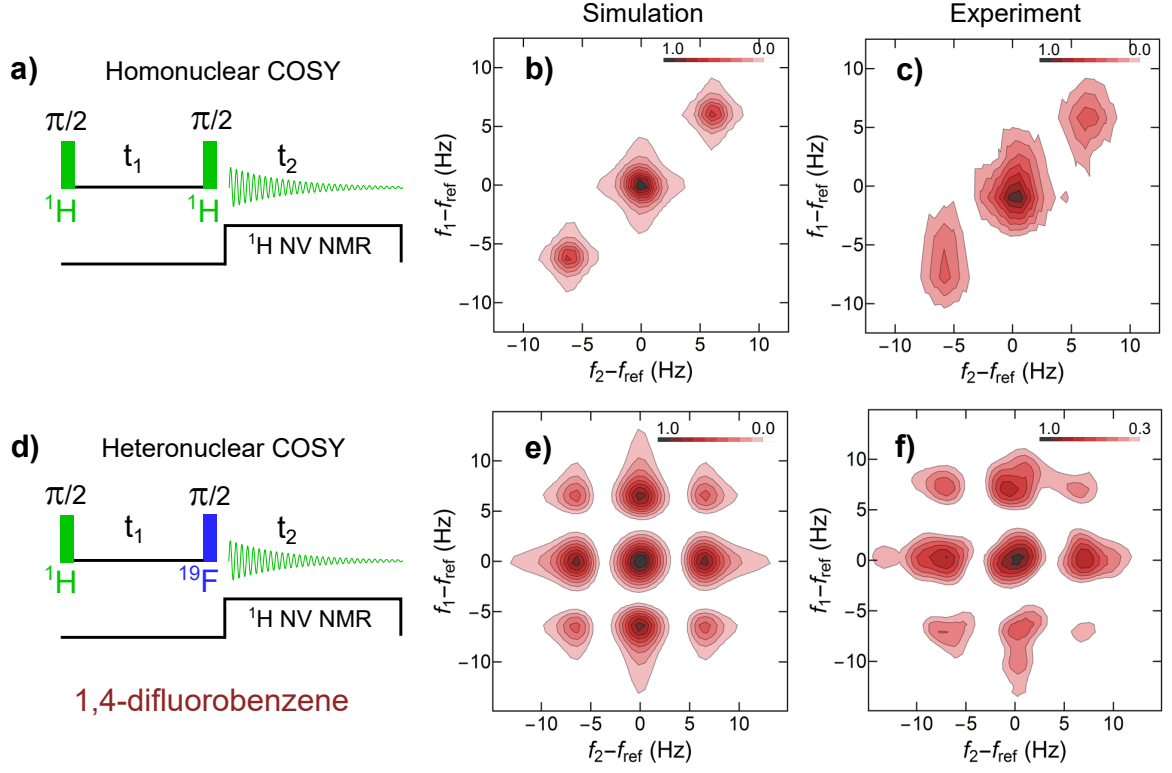 Simulation
Experiment
a)
Homonuclear COSY
π/2
π/2
t1
t2
1H
1H
1H NV NMR
b)
1.0
0.0
10
5
0
−5
−10
f1−fref (Hz)
−10
−5
0
5
10
f2−fref (Hz)
c)
1.0
0.0
10
5
0
−5
−10
f1−fref (Hz)
−10
−5
0
5
10
f2−fref (Hz)
d)
Heteronuclear COSY
π/2
π/2
t1
t2
1H
19F
1H NV NMR
1,4-difluorobenzene
e)
1.0
0.0
10
5
0
−5
−10
f1−fref (Hz)
−10
−5
0
5
10
f2−fref (Hz)
f)
1.0
0.3
10
5
0
−5
−10
f1−fref (Hz)
−10
−5
0
5
10
f2−fref (Hz)